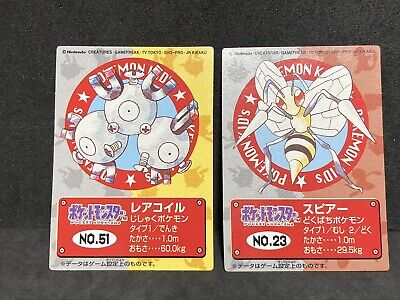 © Nintendo・CREATURES・GAMEFREAK・TV TOKYO・SHO-PRO・JR KIKAKU
POKEMON KID'S
ポケットモンスター
NO.51
レアコイル
じしゃくポケモン
タイプ1/でんき
たかさ‥‥1.0m
おもさ‥‥60.0kg
※データはゲーム設定上のものです。
© Nintendo・CREATURES・GAMEFREAK・TV TOKYO・SHO-PRO・JR KIKAKU
POKEMON KID'S
POKEMON KID'S
ポケットモンスター
NO.23
スピアー
どくばちポケモン
タイプ1/むし 2/どく
たかさ‥‥1.0m
おもさ‥‥29.5kg
※データはゲーム設定上のものです。